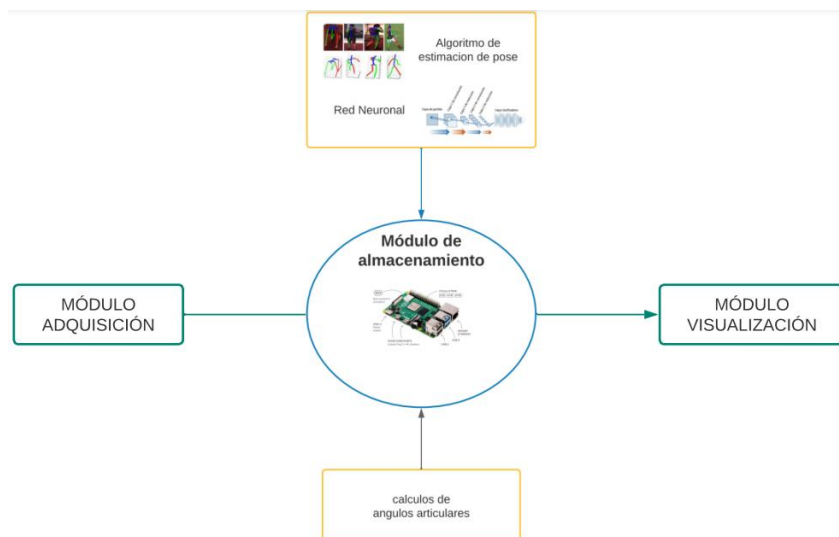 Algoritmo de
estimacion de pose
Red Neuronal
Módulo de
almacenamiento
MÓDULO
ADQUISICIÓN
MÓDULO
VISUALIZACIÓN
calculos de
angulos articulares